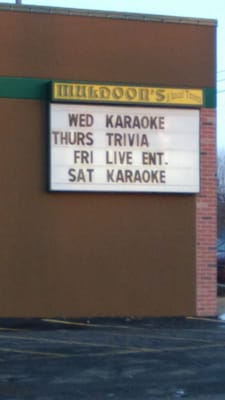 MULDOON'S
WED KARAOKE
THURS TRIVIA
FRI LIVE ENT.
SAT KARAOKE